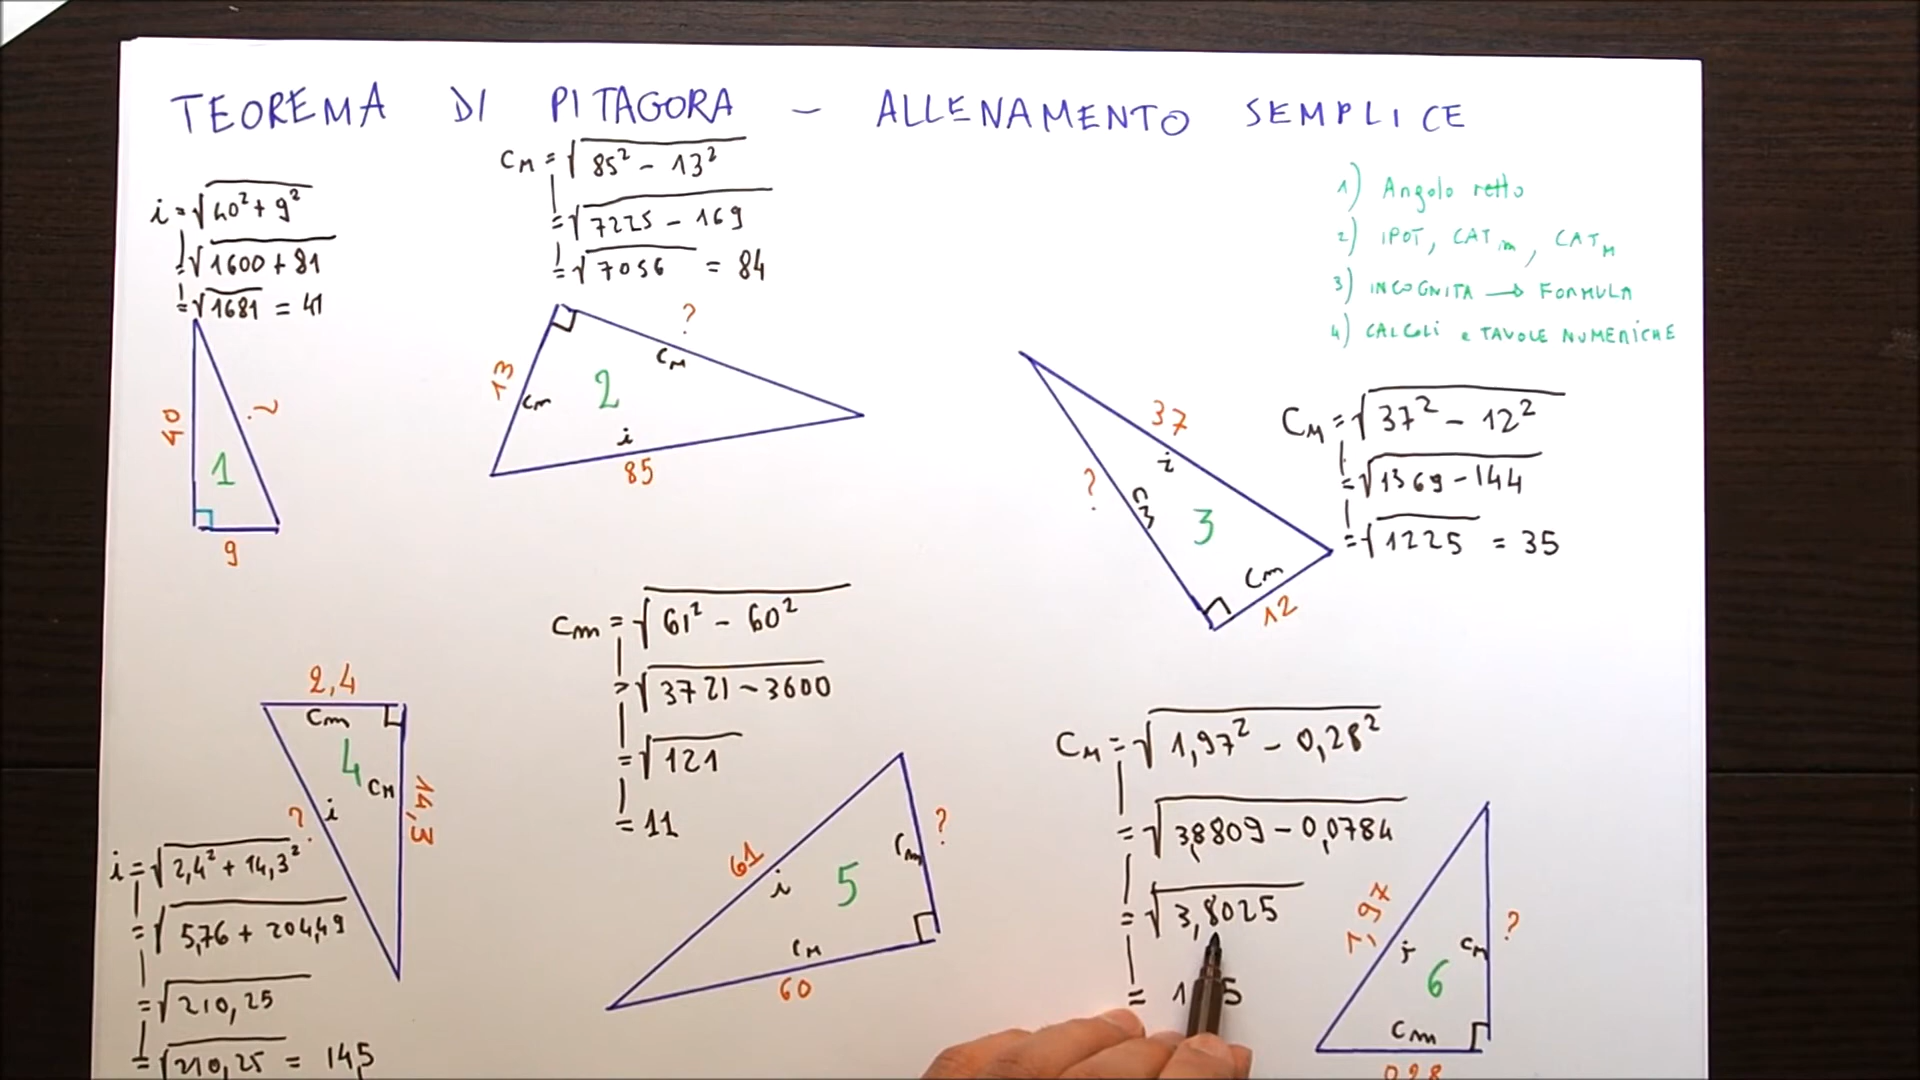 TEOREMA DI PITAGORA – ALLENAMENTO SEMPLICE
1) Angolo retto
2) IPOT, CAT m, CAT M
3) INCOGNITA → FORMULA
4) CALCOLI e TAVOLE NUMERICHE
i = √40² + 9²
= √1600 + 81
= √1681 = 41
40
?
1
9
CM = √85² – 13²
= √7225 – 169
= √7056 = 84
13
Cm
2
CM
?
i
85
37
i
?
CM
3
Cm
12
CM = √37² – 12²
= √1369 – 144
= √1225 = 35
2,4
Cm
4
CM
14,3
?
i
i = √2,4² + 14,3²
= √5,76 + 204,49
= √210,25
= √210,25 = 14,5
Cm = √61² – 60²
= √3721 – 3600
= √121
= 11
61
i
5
Cm
?
CM
60
CM = √1,97² – 0,28²
= √3,8809 – 0,0784
= √3,8025
= 1 5
1,97
i
6
CM
?
Cm